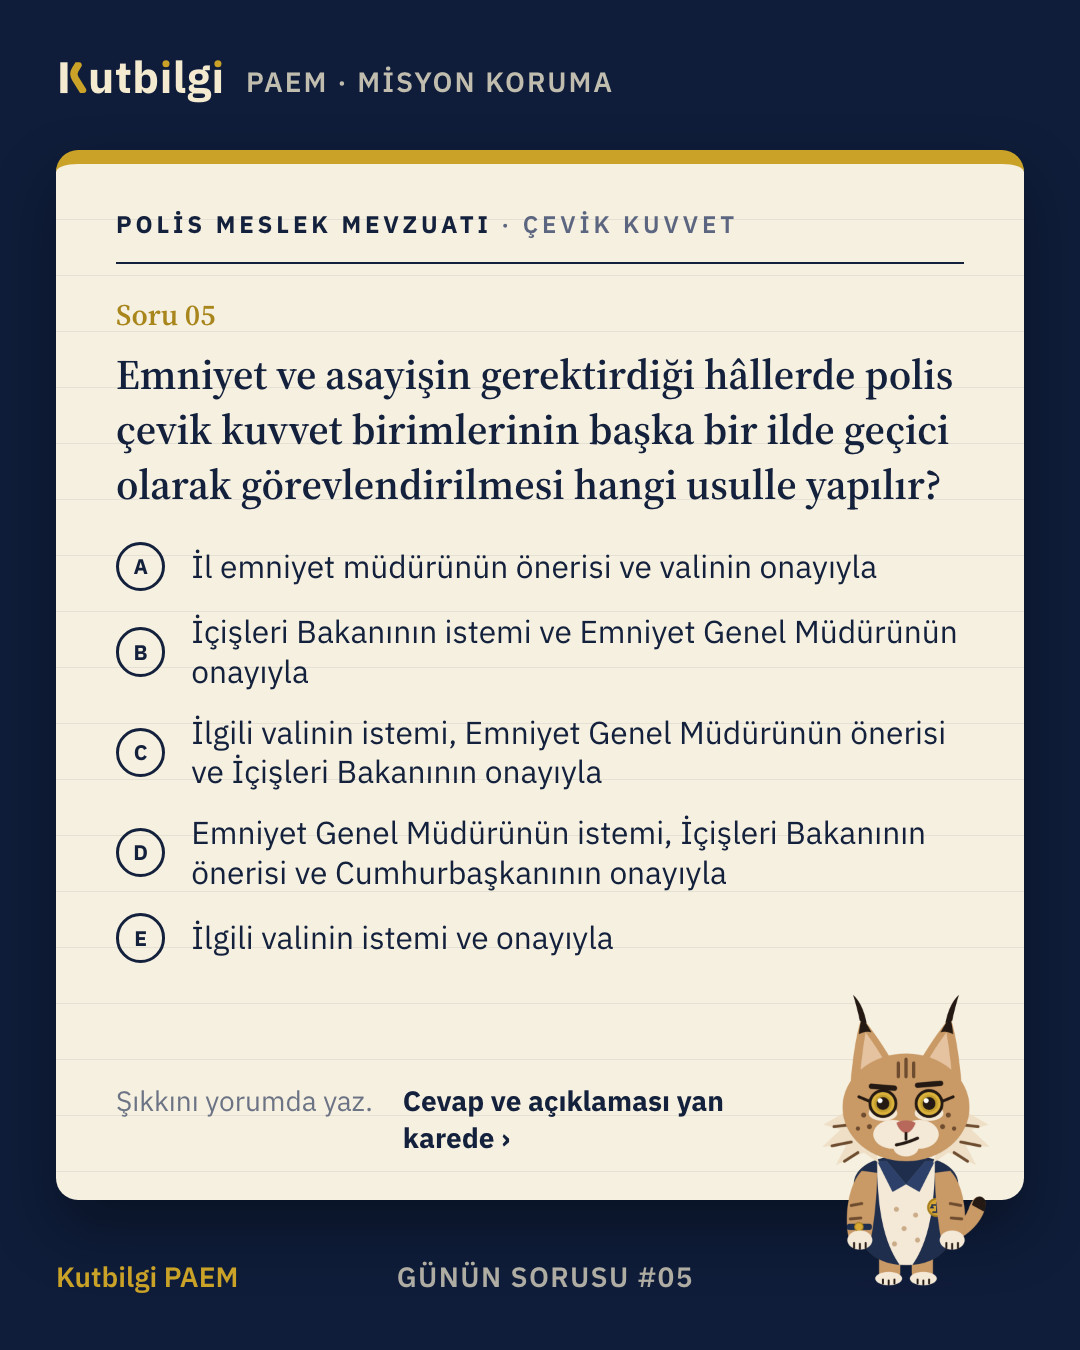 Kutbilgi PAEM · MİSYON KORUMA
POLİS MESLEK MEVZUATI · ÇEVİK KUVVET
Soru 05
Emniyet ve asayişin gerektirdiği hâllerde polis
çevik kuvvet birimlerinin başka bir ilde geçici
olarak görevlendirilmesi hangi usulle yapılır?
A İl emniyet müdürünün önerisi ve valinin onayıyla
B İçişleri Bakanının istemi ve Emniyet Genel Müdürünün
onayıyla
C İlgili valinin istemi, Emniyet Genel Müdürünün önerisi
ve İçişleri Bakanının onayıyla
D Emniyet Genel Müdürünün istemi, İçişleri Bakanının
önerisi ve Cumhurbaşkanının onayıyla
E İlgili valinin istemi ve onayıyla
Şıkkını yorumda yaz. Cevap ve açıklaması yan
karede ›
Kutbilgi PAEM GÜNÜN SORUSU #05